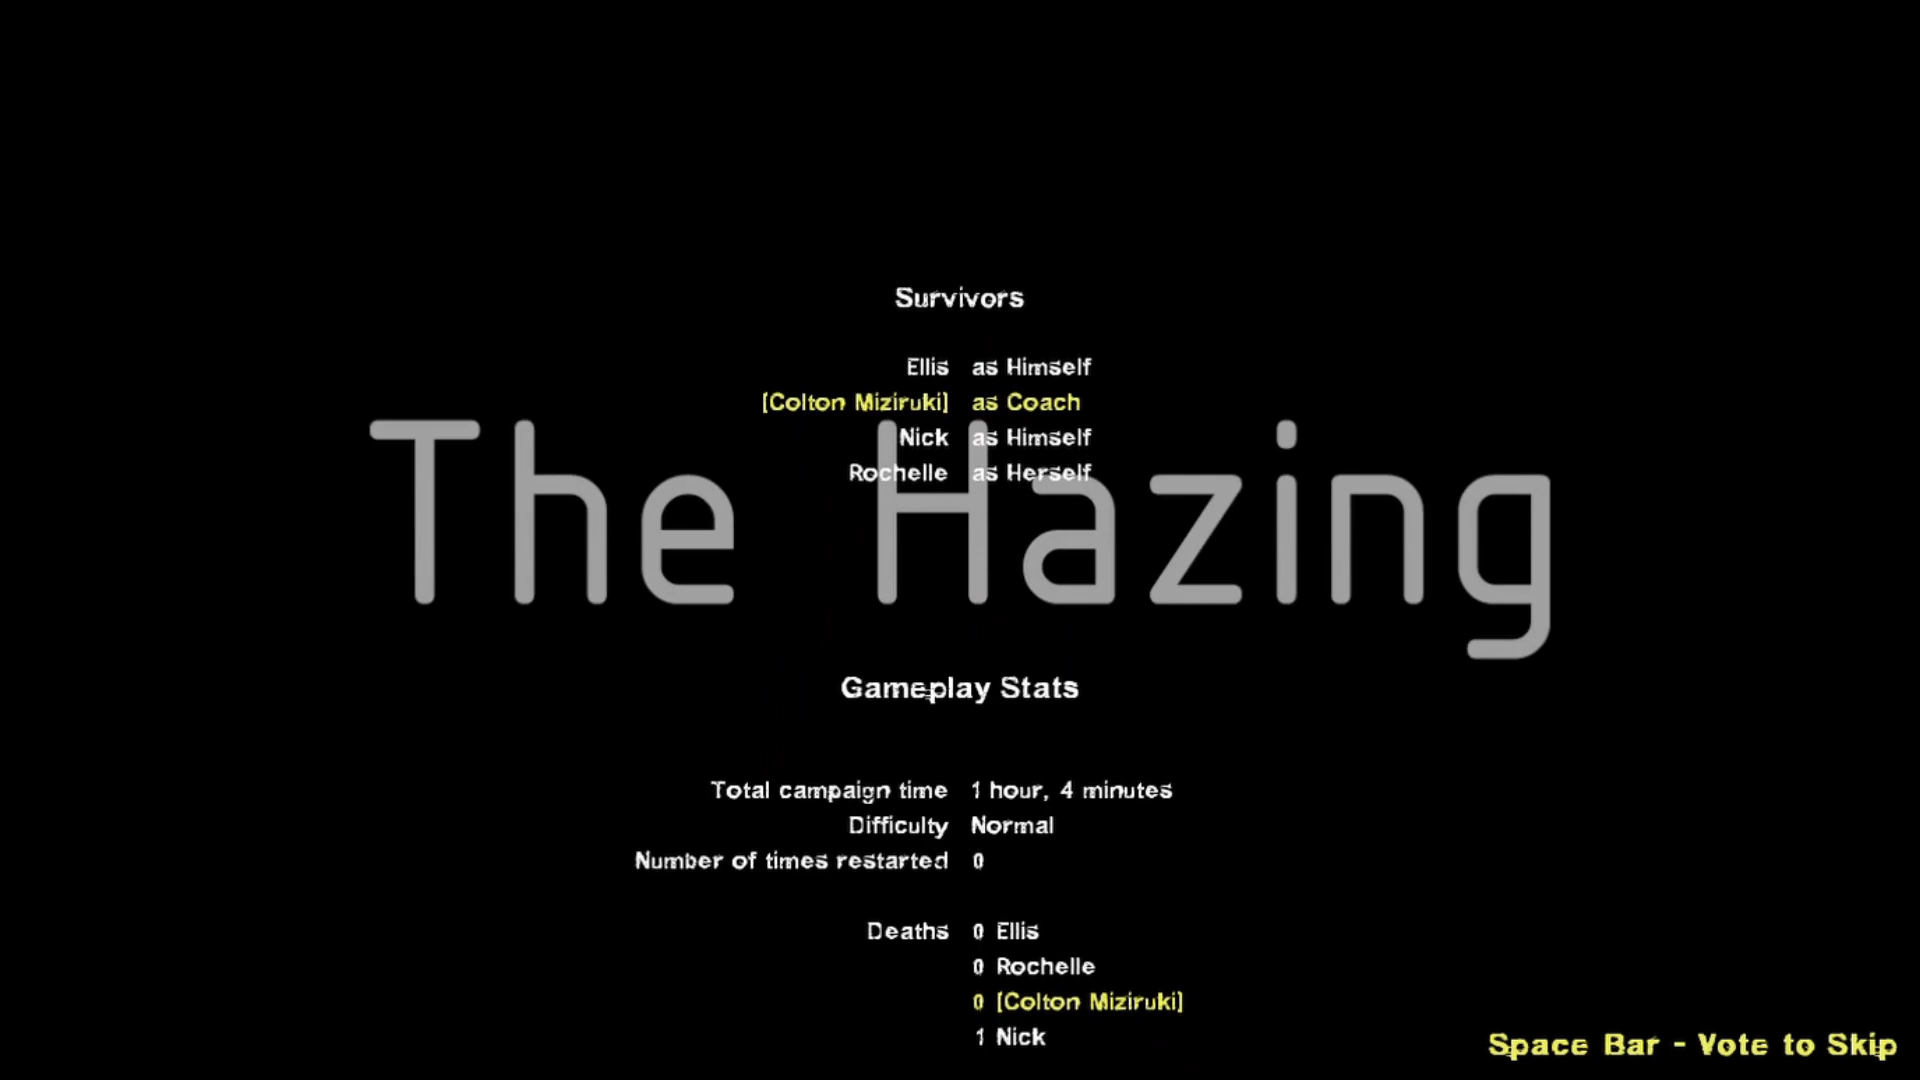 Survivors
Ellis as Himself
[Colton Miziruki] as Coach
Nick as Himself
Rochelle as Herself
The Hazing
Gameplay Stats
Total campaign time 1 hour, 4 minutes
Difficulty Normal
Number of times restarted 0
Deaths 0 Ellis
0 Rochelle
0 [Colton Miziruki]
1 Nick
Space Bar - Vote to Skip